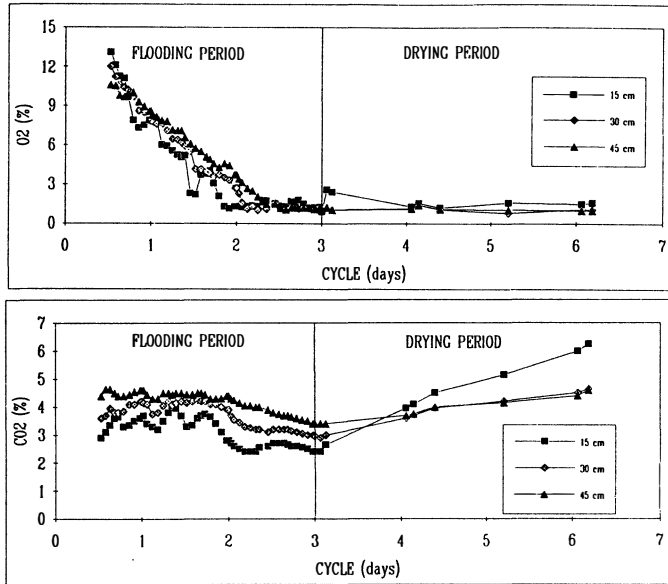 15
12
9
6
3
0
O2 (%)
FLOODING PERIOD
DRYING PERIOD
15 cm
30 cm
45 cm
0 1 2 3 4 5 6 7
CYCLE (days)
7
6
5
4
3
2
1
0
CO2 (%)
FLOODING PERIOD
DRYING PERIOD
15 cm
30 cm
45 cm
0 1 2 3 4 5 6 7
CYCLE (days)